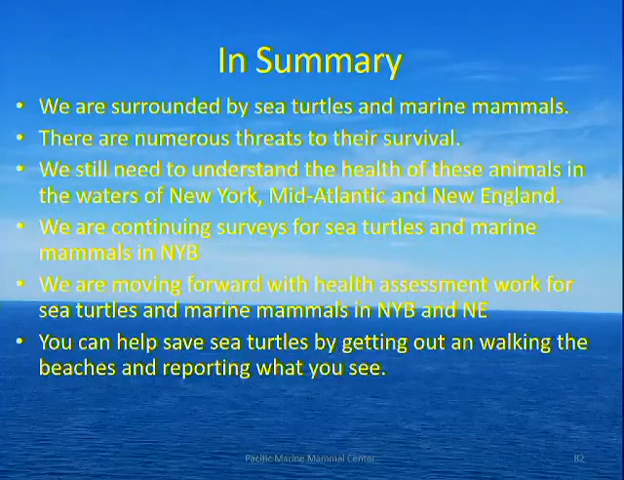 In Summary
• We are surrounded by sea turtles and marine mammals.
• There are numerous threats to their survival.
• We still need to understand the health of these animals in
the waters of New York, Mid-Atlantic and New England.
• We are continuing surveys for sea turtles and marine
mammals in NYB
• We are moving forward with health assessment work for
sea turtles and marine mammals in NYB and NE
• You can help save sea turtles by getting out an walking the
beaches and reporting what you see.
Pacific Marine Mammal Center
82